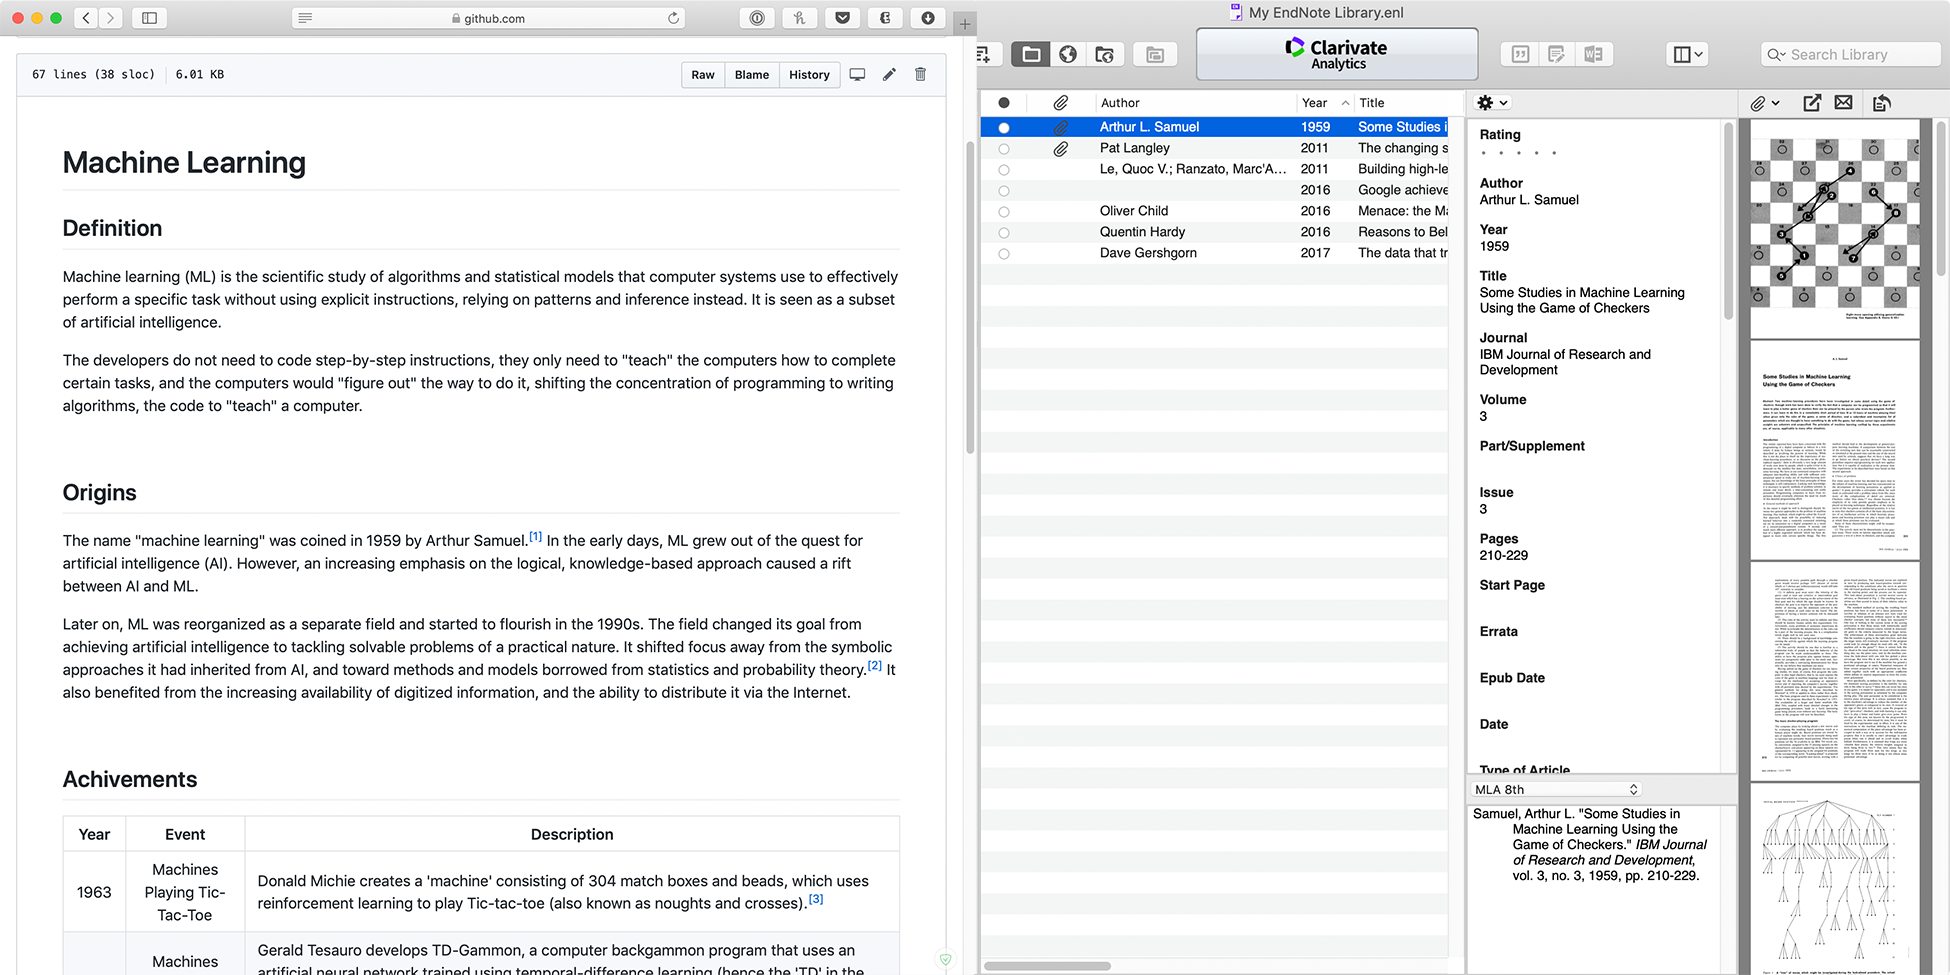 github.com
67 lines (38 sloc) 6.01 KB
Raw Blame History
Machine Learning
Definition
Machine learning (ML) is the scientific study of algorithms and statistical models that computer systems use to effectively
perform a specific task without using explicit instructions, relying on patterns and inference instead. It is seen as a subset
of artificial intelligence.
The developers do not need to code step-by-step instructions, they only need to "teach" the computers how to complete
certain tasks, and the computers would "figure out" the way to do it, shifting the concentration of programming to writing
algorithms, the code to "teach" a computer.
Origins
The name "machine learning" was coined in 1959 by Arthur Samuel.[1] In the early days, ML grew out of the quest for
artificial intelligence (AI). However, an increasing emphasis on the logical, knowledge-based approach caused a rift
between AI and ML.
Later on, ML was reorganized as a separate field and started to flourish in the 1990s. The field changed its goal from
achieving artificial intelligence to tackling solvable problems of a practical nature. It shifted focus away from the symbolic
approaches it had inherited from AI, and toward methods and models borrowed from statistics and probability theory.[2] It
also benefited from the increasing availability of digitized information, and the ability to distribute it via the Internet.
Achivements
Year Event Description
1963
Machines
Playing Tic-
Tac-Toe
Donald Michie creates a 'machine' consisting of 304 match boxes and beads, which uses
reinforcement learning to play Tic-tac-toe (also known as noughts and crosses).[3]
Machines
Gerald Tesauro develops TD-Gammon, a computer backgammon program that uses an
artificial neural network trained using temporal-difference learning (hence the 'TD' in the
My EndNote Library.enl
Clarivate
Analytics
Search Library
Author Year Title
Arthur L. Samuel 1959 Some Studies i
Pat Langley 2011 The changing s
Le, Quoc V.; Ranzato, Marc'A... 2011 Building high-le
2016 Google achieve
Oliver Child 2016 Menace: the Ma
Quentin Hardy 2016 Reasons to Bel
Dave Gershgorn 2017 The data that tr
Rating
Author
Arthur L. Samuel
Year
1959
Title
Some Studies in Machine Learning
Using the Game of Checkers
Journal
IBM Journal of Research and
Development
Volume
3
Part/Supplement
Issue
3
Pages
210-229
Start Page
Errata
Epub Date
Date
Type of Article
MLA 8th
Samuel, Arthur L. "Some Studies in
Machine Learning Using the
Game of Checkers." IBM Journal
of Research and Development,
vol. 3, no. 3, 1959, pp. 210-229.
Some Studies in Machine Learning
Using the Game of Checkers